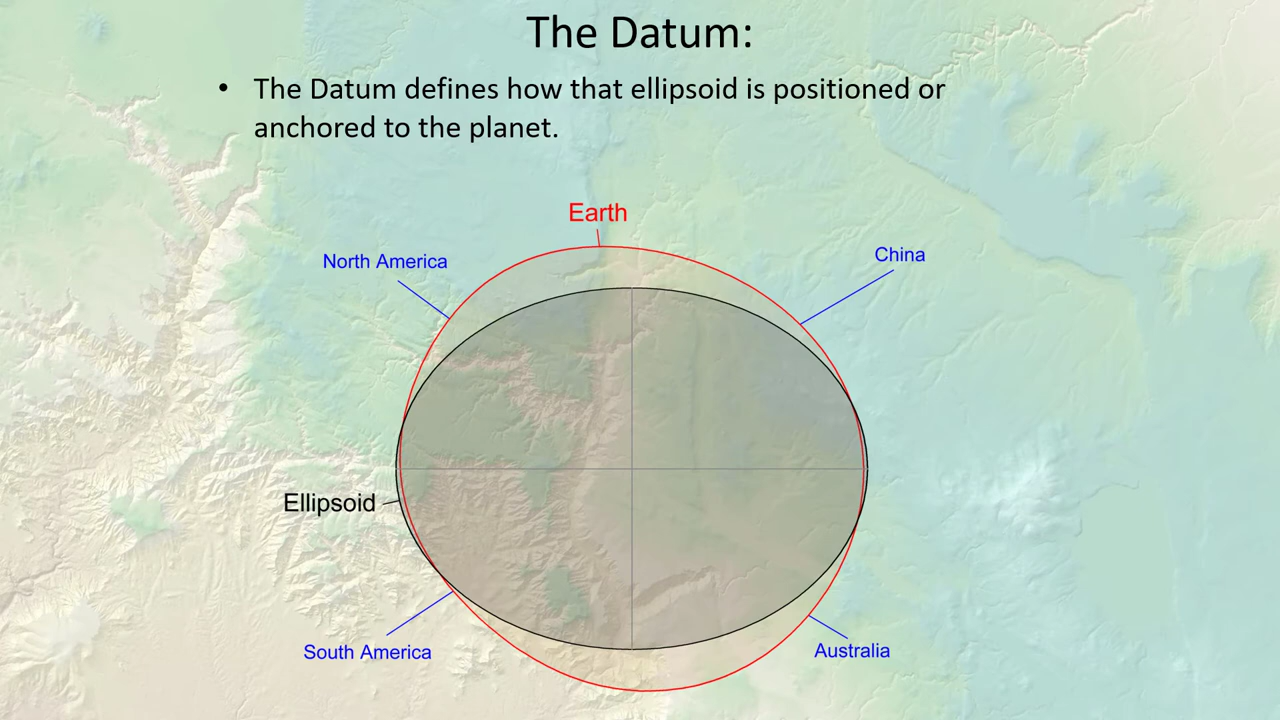 The Datum:
• The Datum defines how that ellipsoid is positioned or
anchored to the planet.
Earth
North America
China
Ellipsoid
South America
Australia